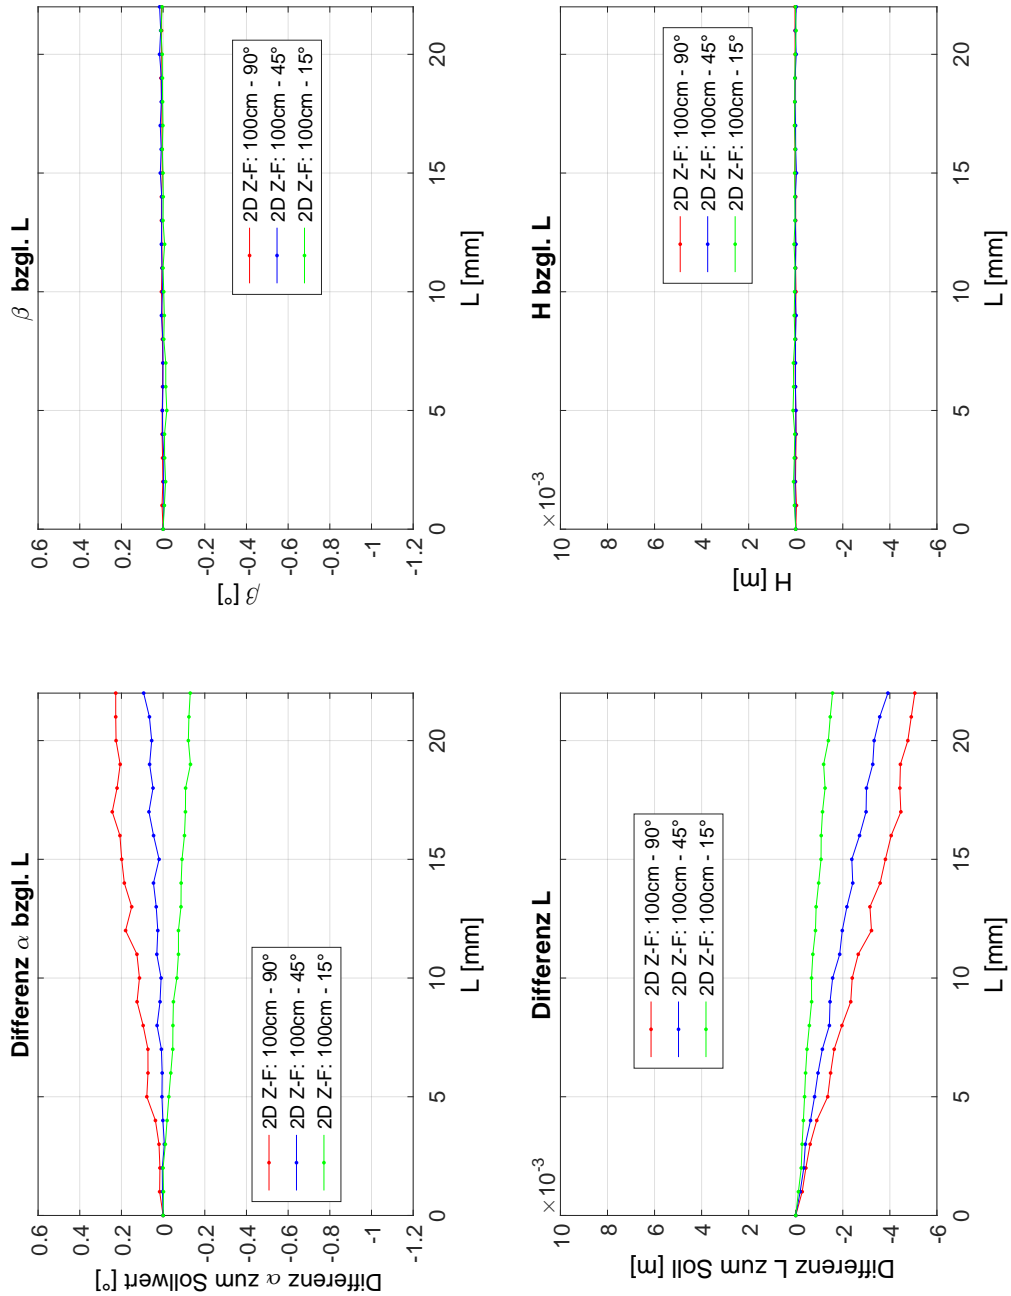 Differenz α bzgl. L
0.6
0.4
0.2
0
-0.2
-0.4
-0.6
-0.8
-1
-1.2
Differenz α zum Sollwert [°]
2D Z-F: 100cm - 90°
2D Z-F: 100cm - 45°
2D Z-F: 100cm - 15°
0 5 10 15 20
L [mm]
β bzgl. L
0.6
0.4
0.2
0
-0.2
-0.4
-0.6
-0.8
-1
-1.2
β [°]
2D Z-F: 100cm - 90°
2D Z-F: 100cm - 45°
2D Z-F: 100cm - 15°
0 5 10 15 20
L [mm]
Differenz L
×10⁻³
10
8
6
4
2
0
-2
-4
-6
Differenz L zum Soll [m]
2D Z-F: 100cm - 90°
2D Z-F: 100cm - 45°
2D Z-F: 100cm - 15°
0 5 10 15 20
L [mm]
H bzgl. L
×10⁻³
10
8
6
4
2
0
-2
-4
-6
H [m]
2D Z-F: 100cm - 90°
2D Z-F: 100cm - 45°
2D Z-F: 100cm - 15°
0 5 10 15 20
L [mm]